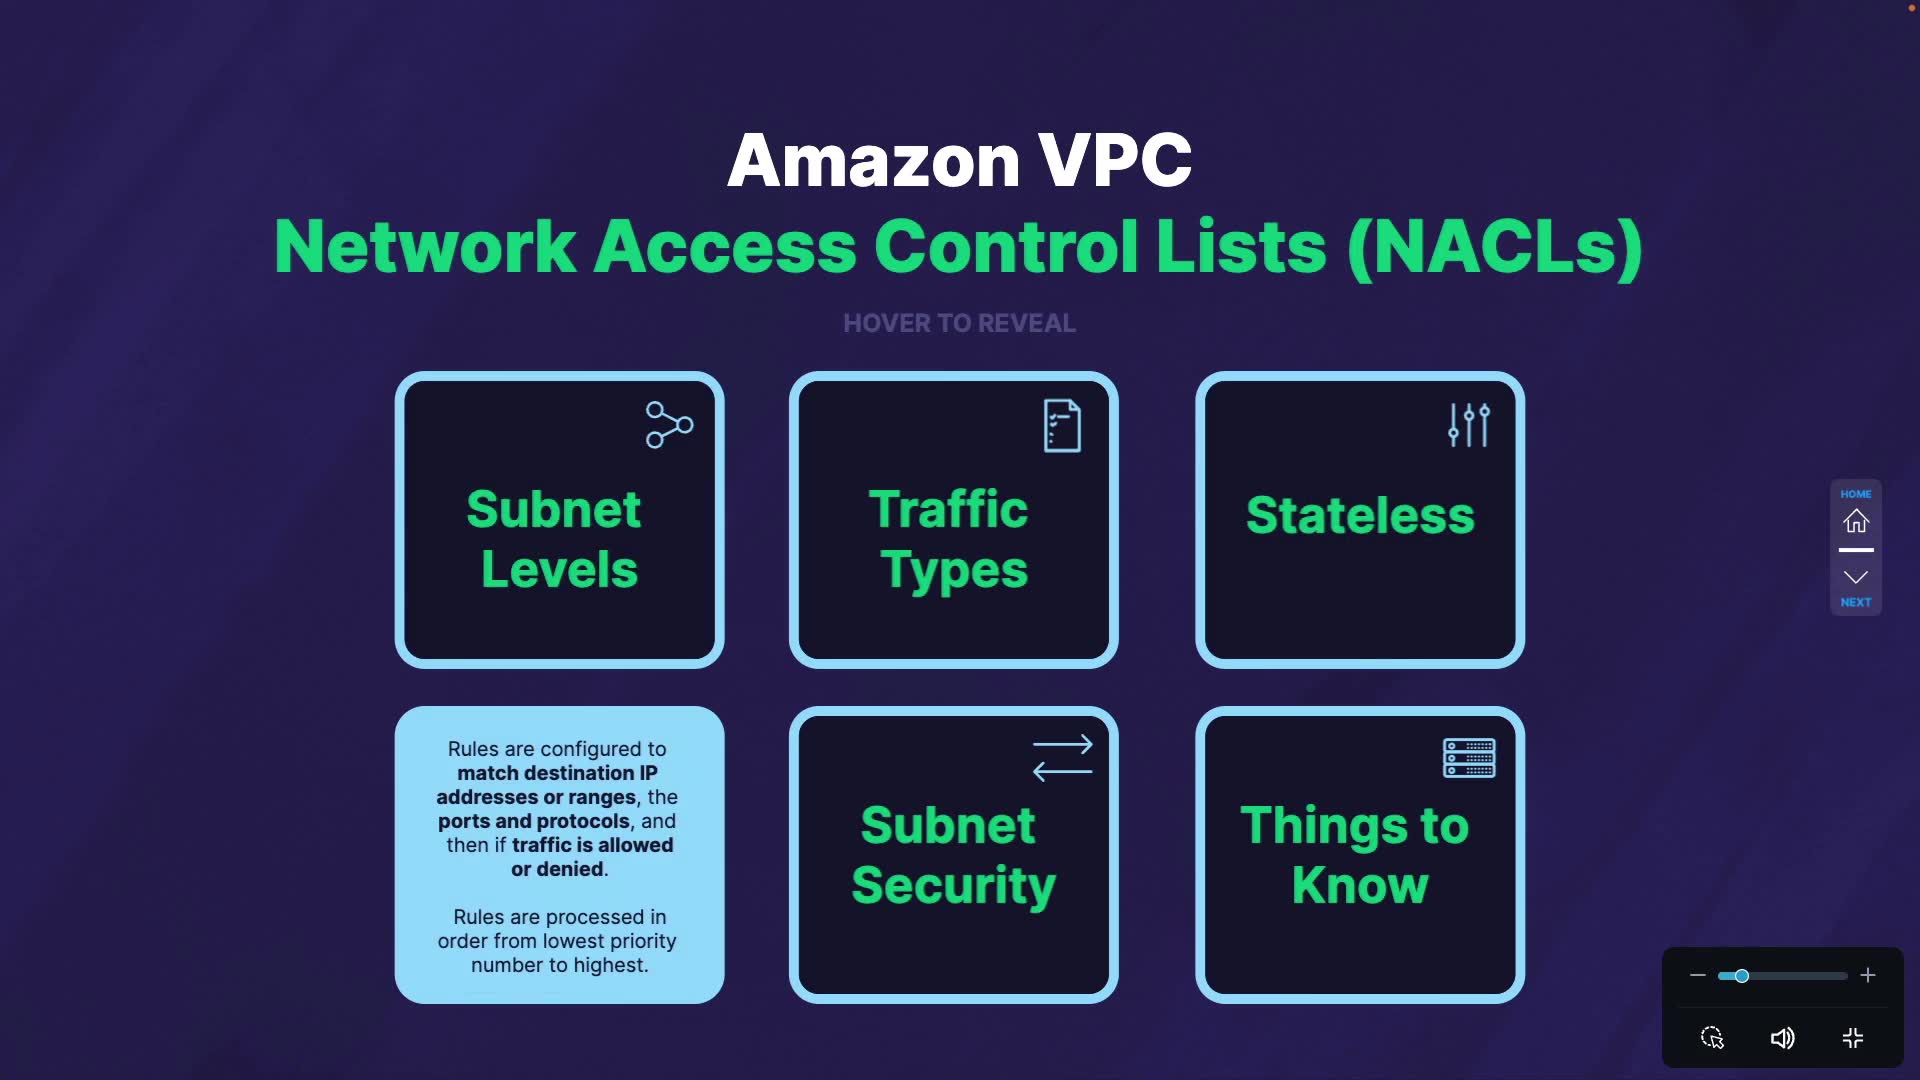 Amazon VPC
Network Access Control Lists (NACLs)
HOVER TO REVEAL
Subnet
Levels
Traffic
Types
Stateless
Rules are configured to
match destination IP
addresses or ranges, the
ports and protocols, and
then if traffic is allowed
or denied.
Rules are processed in
order from lowest priority
number to highest.
Subnet
Security
Things to
Know
HOME
NEXT